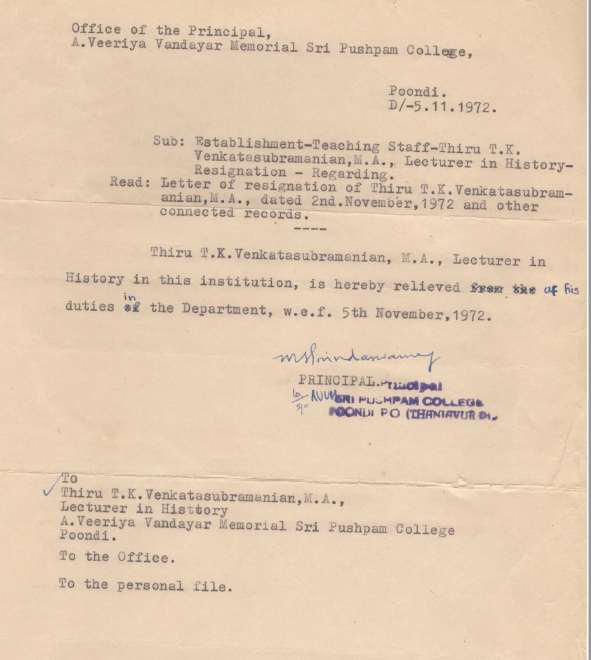 Office of the Principal,
A.Veeriya Vandayar Memorial Sri Pushpam College,
Poondi.
D/-5.11.1972.
Sub: Establishment-Teaching Staff-Thiru T.K.
Venkatasubramanian,M.A., Lecturer in History-
Resignation - Regarding.
Read: Letter of resignation of Thiru T.K.Venkatasubram-
anian,M.A., dated 2nd.November,1972 and other
connected records.
----
Thiru T.K.Venkatasubramanian, M.A., Lecturer in
History in this institution, is hereby relieved from the of his
in
duties of the Department, w.e.f. 5th November,1972.
PRINCIPAL. Principal
AVVM SRI PUSHPAM COLLEGE
POONDI P.O (THANJAVUR Dt.
To
Thiru T.K.Venkatasubramanian,M.A.,
Lecturer in Histtory
A.Veeriya Vandayar Memorial Sri Pushpam College
Poondi.
To the Office.
To the personal file.